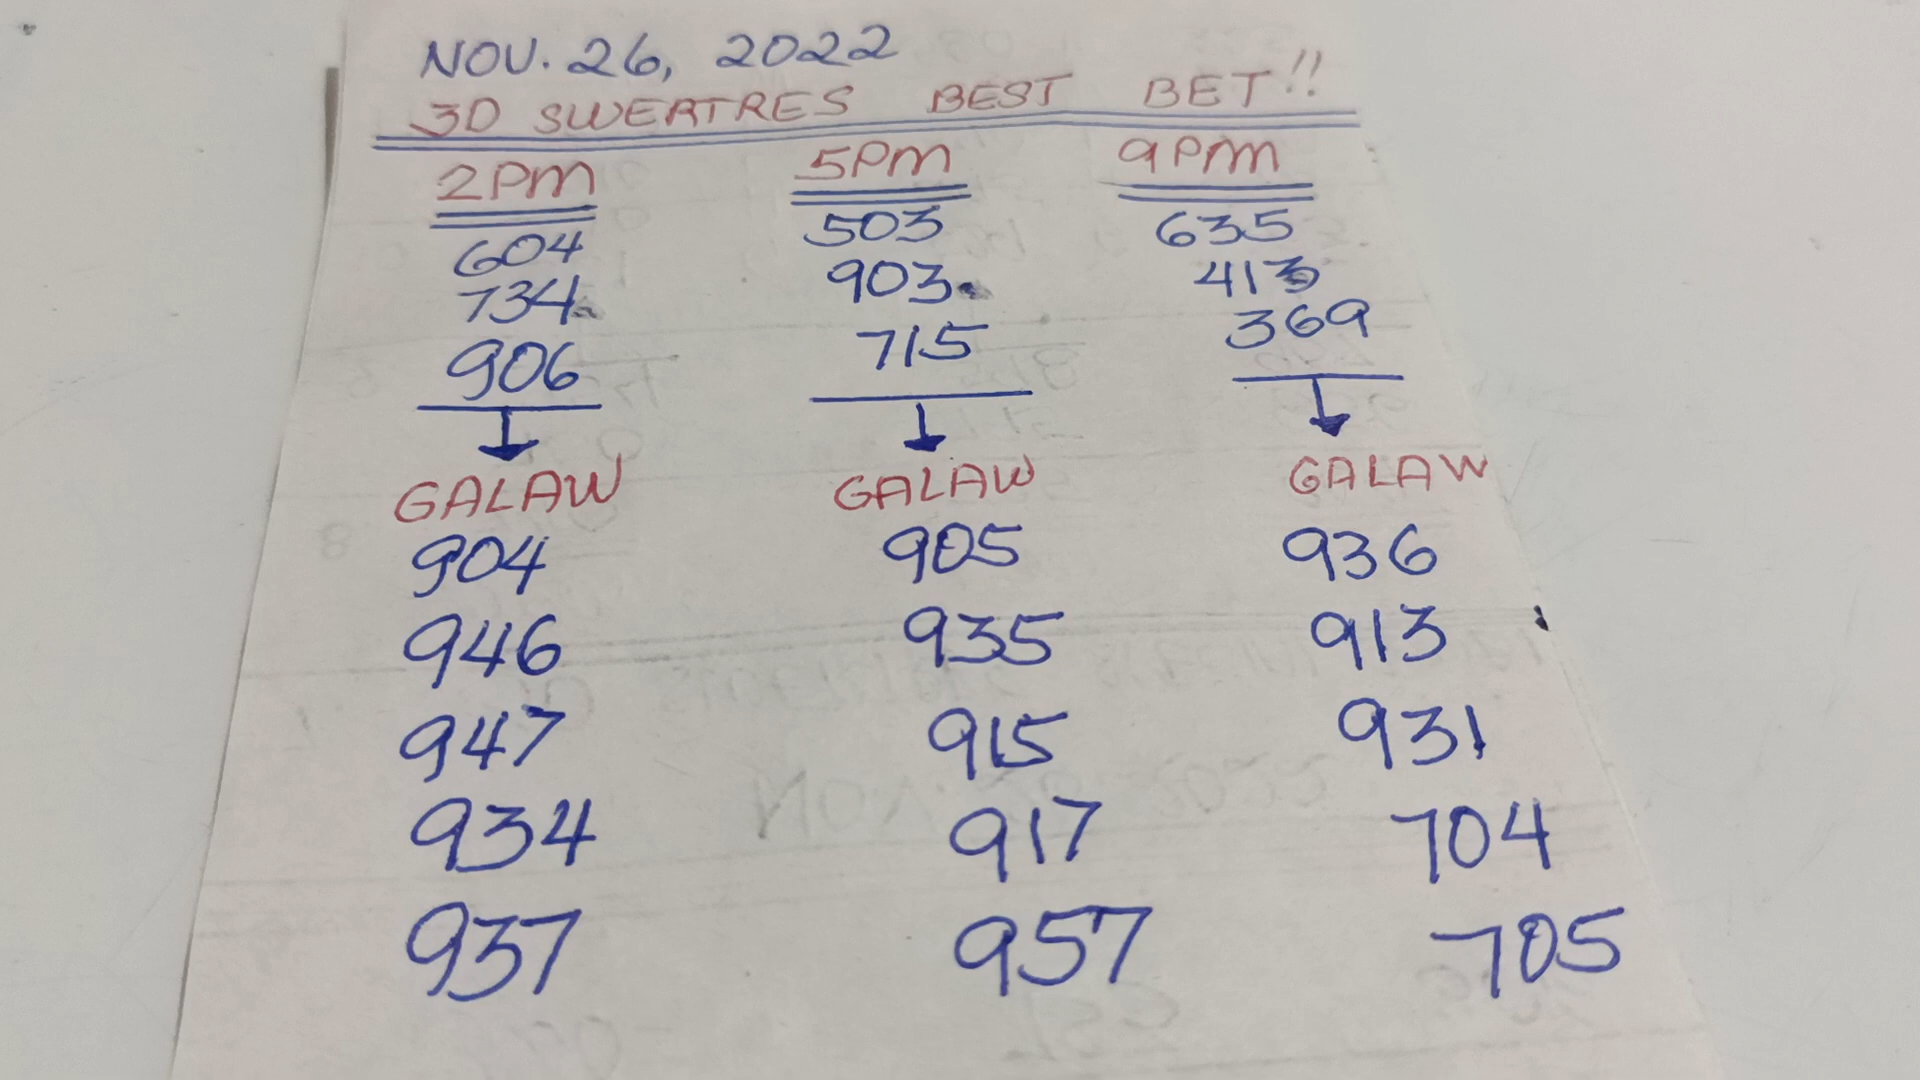 NOV. 26, 2022
3D SWERTRES BEST BET!!
2PM 5PM 9PM
604 503 635
734 903 413
906 715 369
GALAW GALAW GALAW
904 905 936
946 935 913
947 915 931
934 917 704
937 957 705